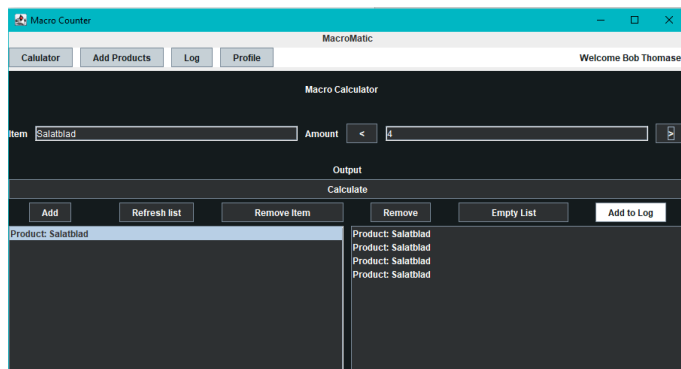 Macro Counter
MacroMatic
Calulator Add Products Log Profile Welcome Bob Thomase
Macro Calculator
Item Salatblad Amount < 4 >
Output
Calculate
Add Refresh list Remove Item Remove Empty List Add to Log
Product: Salatblad Product: Salatblad
Product: Salatblad
Product: Salatblad
Product: Salatblad